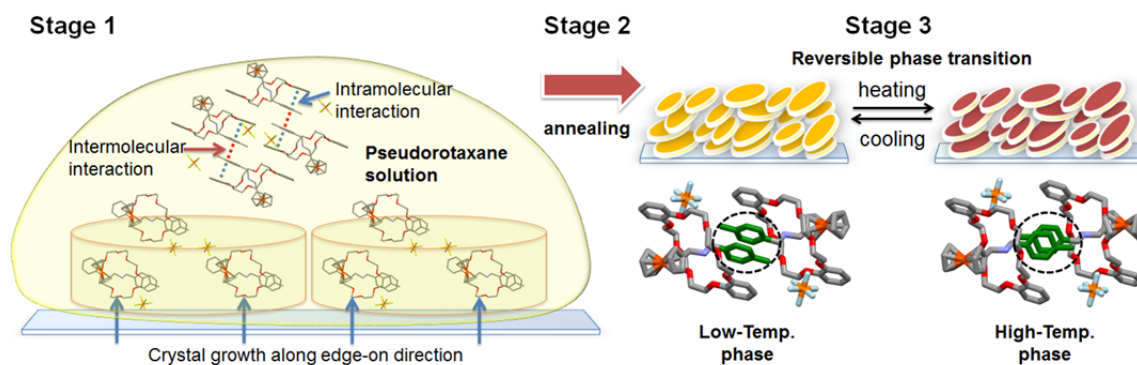 Stage 1
Intramolecular
interaction
Intermolecular
interaction
Pseudorotaxane
solution
Crystal growth along edge-on direction
Stage 2
annealing
Stage 3
Reversible phase transition
heating
cooling
Low-Temp.
phase
High-Temp.
phase